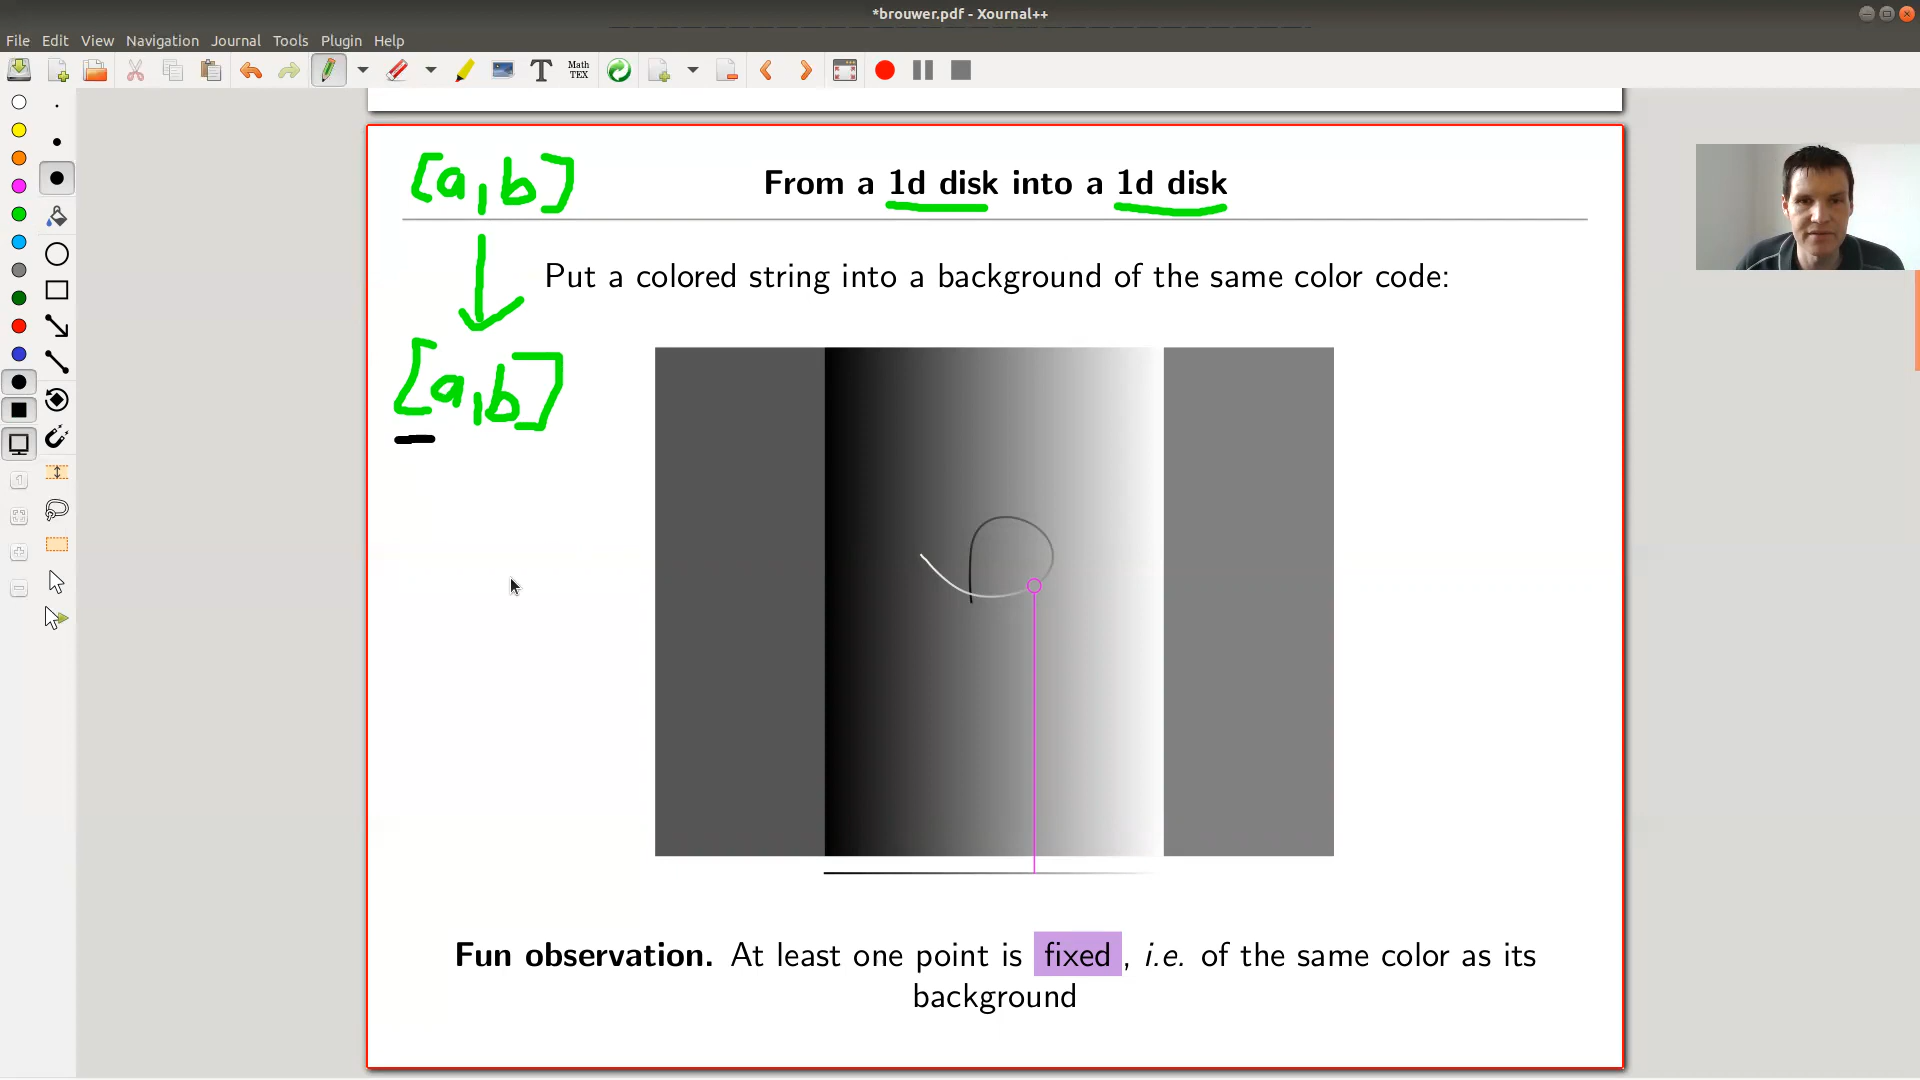 *brouwer.pdf - Xournal++
File Edit View Navigation Journal Tools Plugin Help
T Math TEX
[a,b]
From a 1d disk into a 1d disk
Put a colored string into a background of the same color code:
[a,b]
Fun observation. At least one point is fixed, i.e. of the same color as its
background